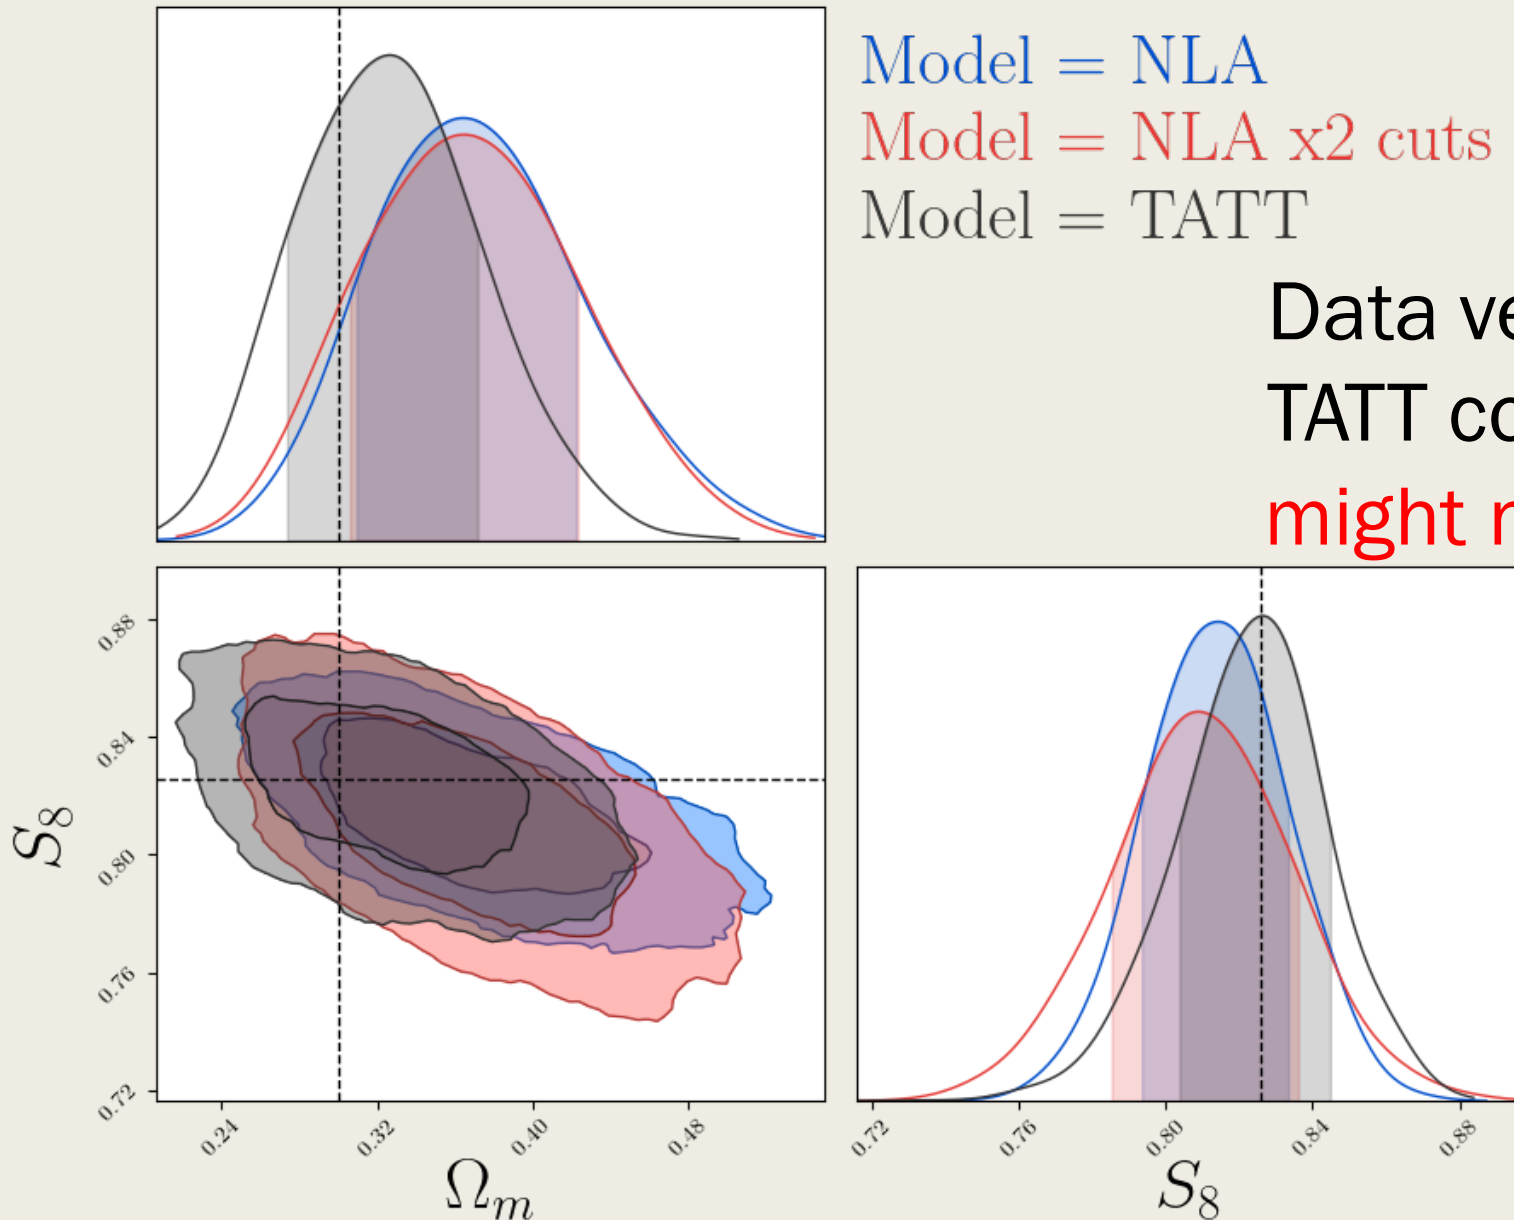 Model = NLA
Model = NLA x2 cuts
Model = TATT
Data
TATT
might
0.88
0.84
0.80
0.76
0.72
S₈
0.24 0.32 0.40 0.48
Ωₘ
0.72 0.76 0.80 0.84 0.88
S₈